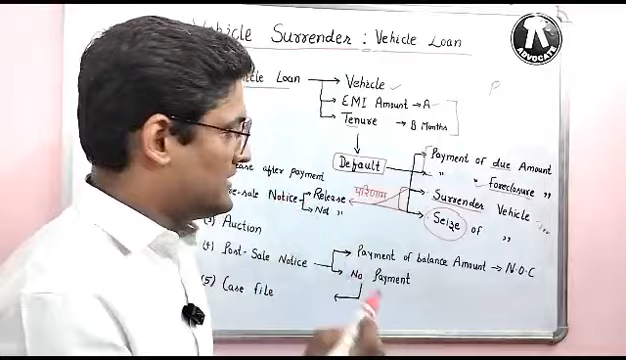 Vehicle Surrender : Vehicle Loan
Loan → Vehicle
EMI Amount → A
Tenure → B Months
Default
Payment of due Amount
" " Foreclosure "
Surrender Vehicle
Seize of "
परिणाम
after payment
-sale Notice Release
Not "
(3) Auction
(4) Post-Sale Notice → Payment of balance Amount → N.O.C
No Payment
(5) Case file
P
ADVOCATE